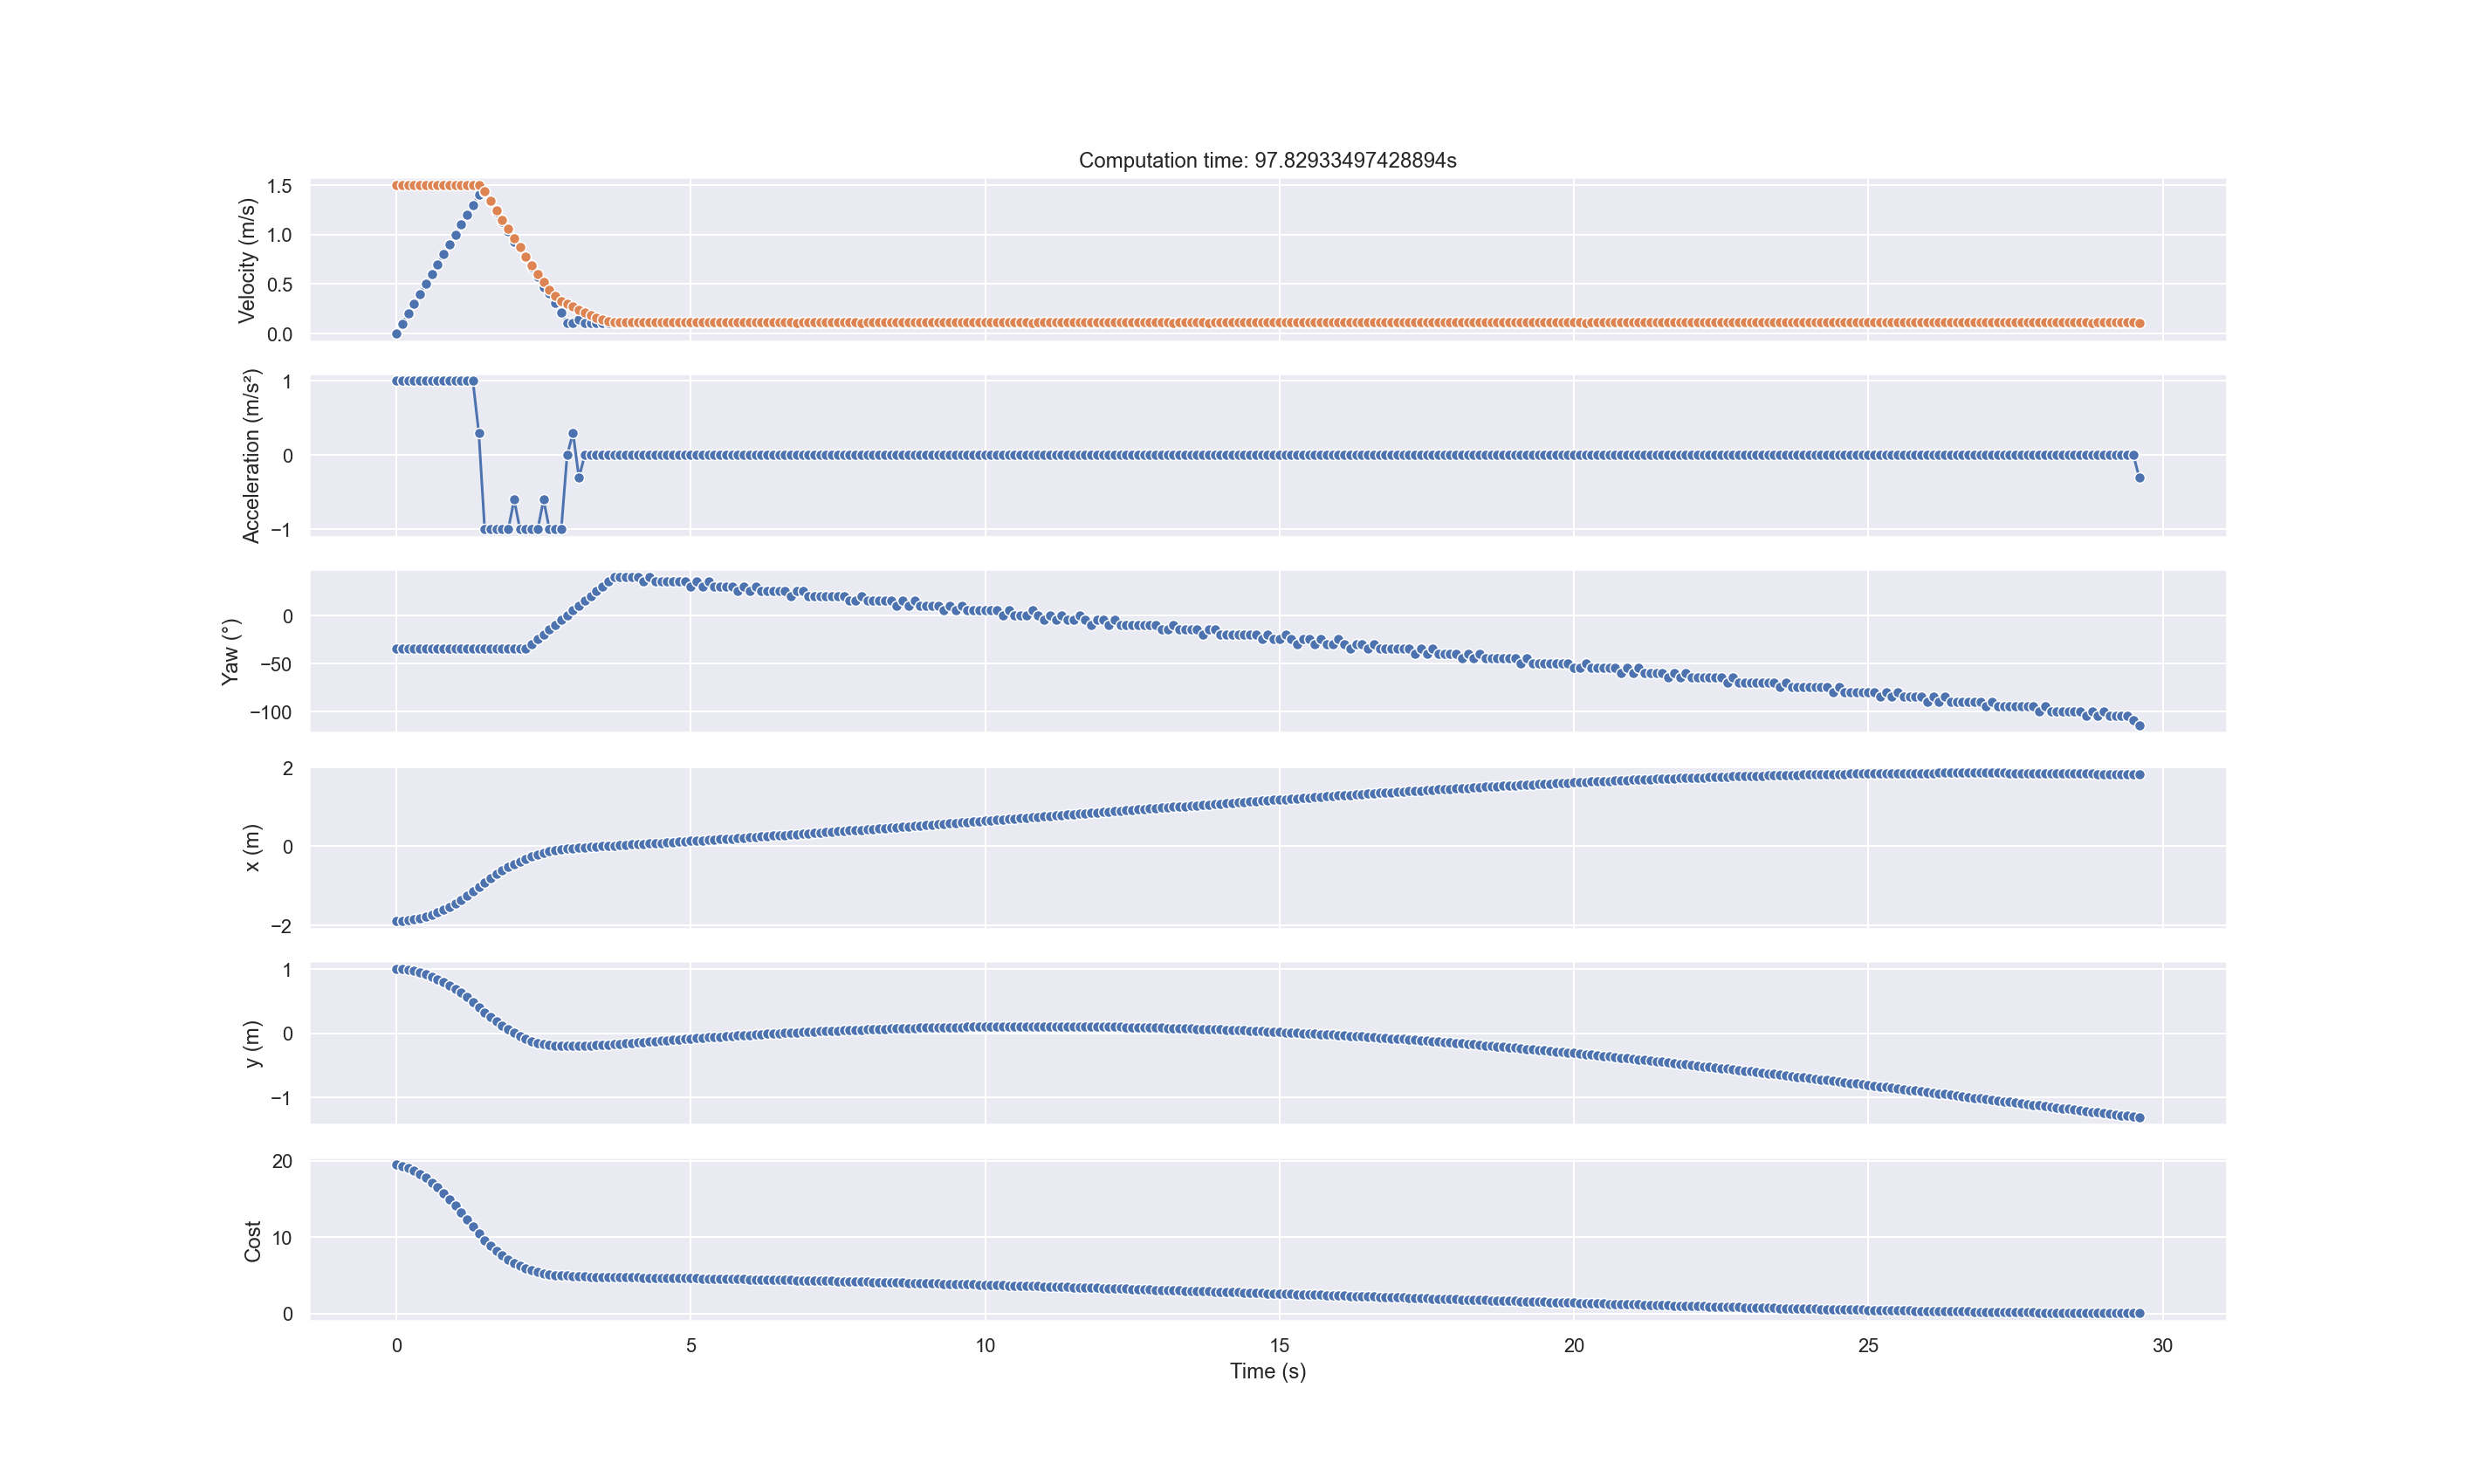 Computation time: 97.82933497428894s
Velocity (m/s)
1.5
1.0
0.5
0.0
Acceleration (m/s²)
1
0
−1
Yaw (°)
0
−50
−100
x (m)
2
0
−2
y (m)
1
0
−1
Cost
20
10
0
0 5 10 15 20 25 30
Time (s)